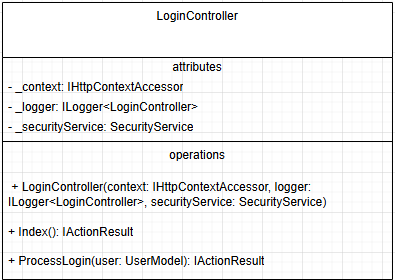 LoginController
attributes
- _context: IHttpContextAccessor
- _logger: ILogger<LoginController>
- _securityService: SecurityService
operations
+ LoginController(context: IHttpContextAccessor, logger:
ILogger<LoginController>, securityService: SecurityService)
+ Index(): IActionResult
+ ProcessLogin(user: UserModel): IActionResult